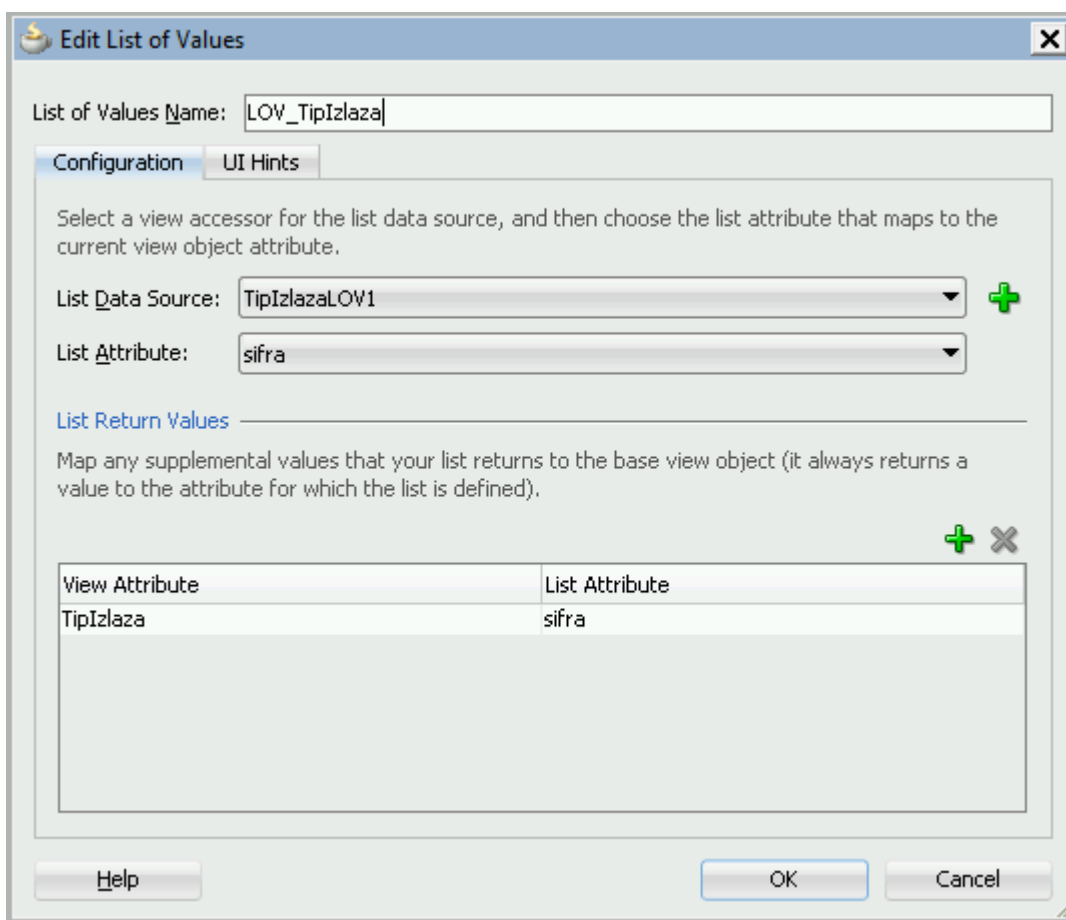 Edit List of Values
List of Values Name: LOV_TipIzlaza
Configuration UI Hints
Select a view accessor for the list data source, and then choose the list attribute that maps to the
current view object attribute.
List Data Source: TipIzlazaLOV1
List Attribute: sifra
List Return Values
Map any supplemental values that your list returns to the base view object (it always returns a
value to the attribute for which the list is defined).
View Attribute List Attribute
TipIzlaza sifra
Help OK Cancel